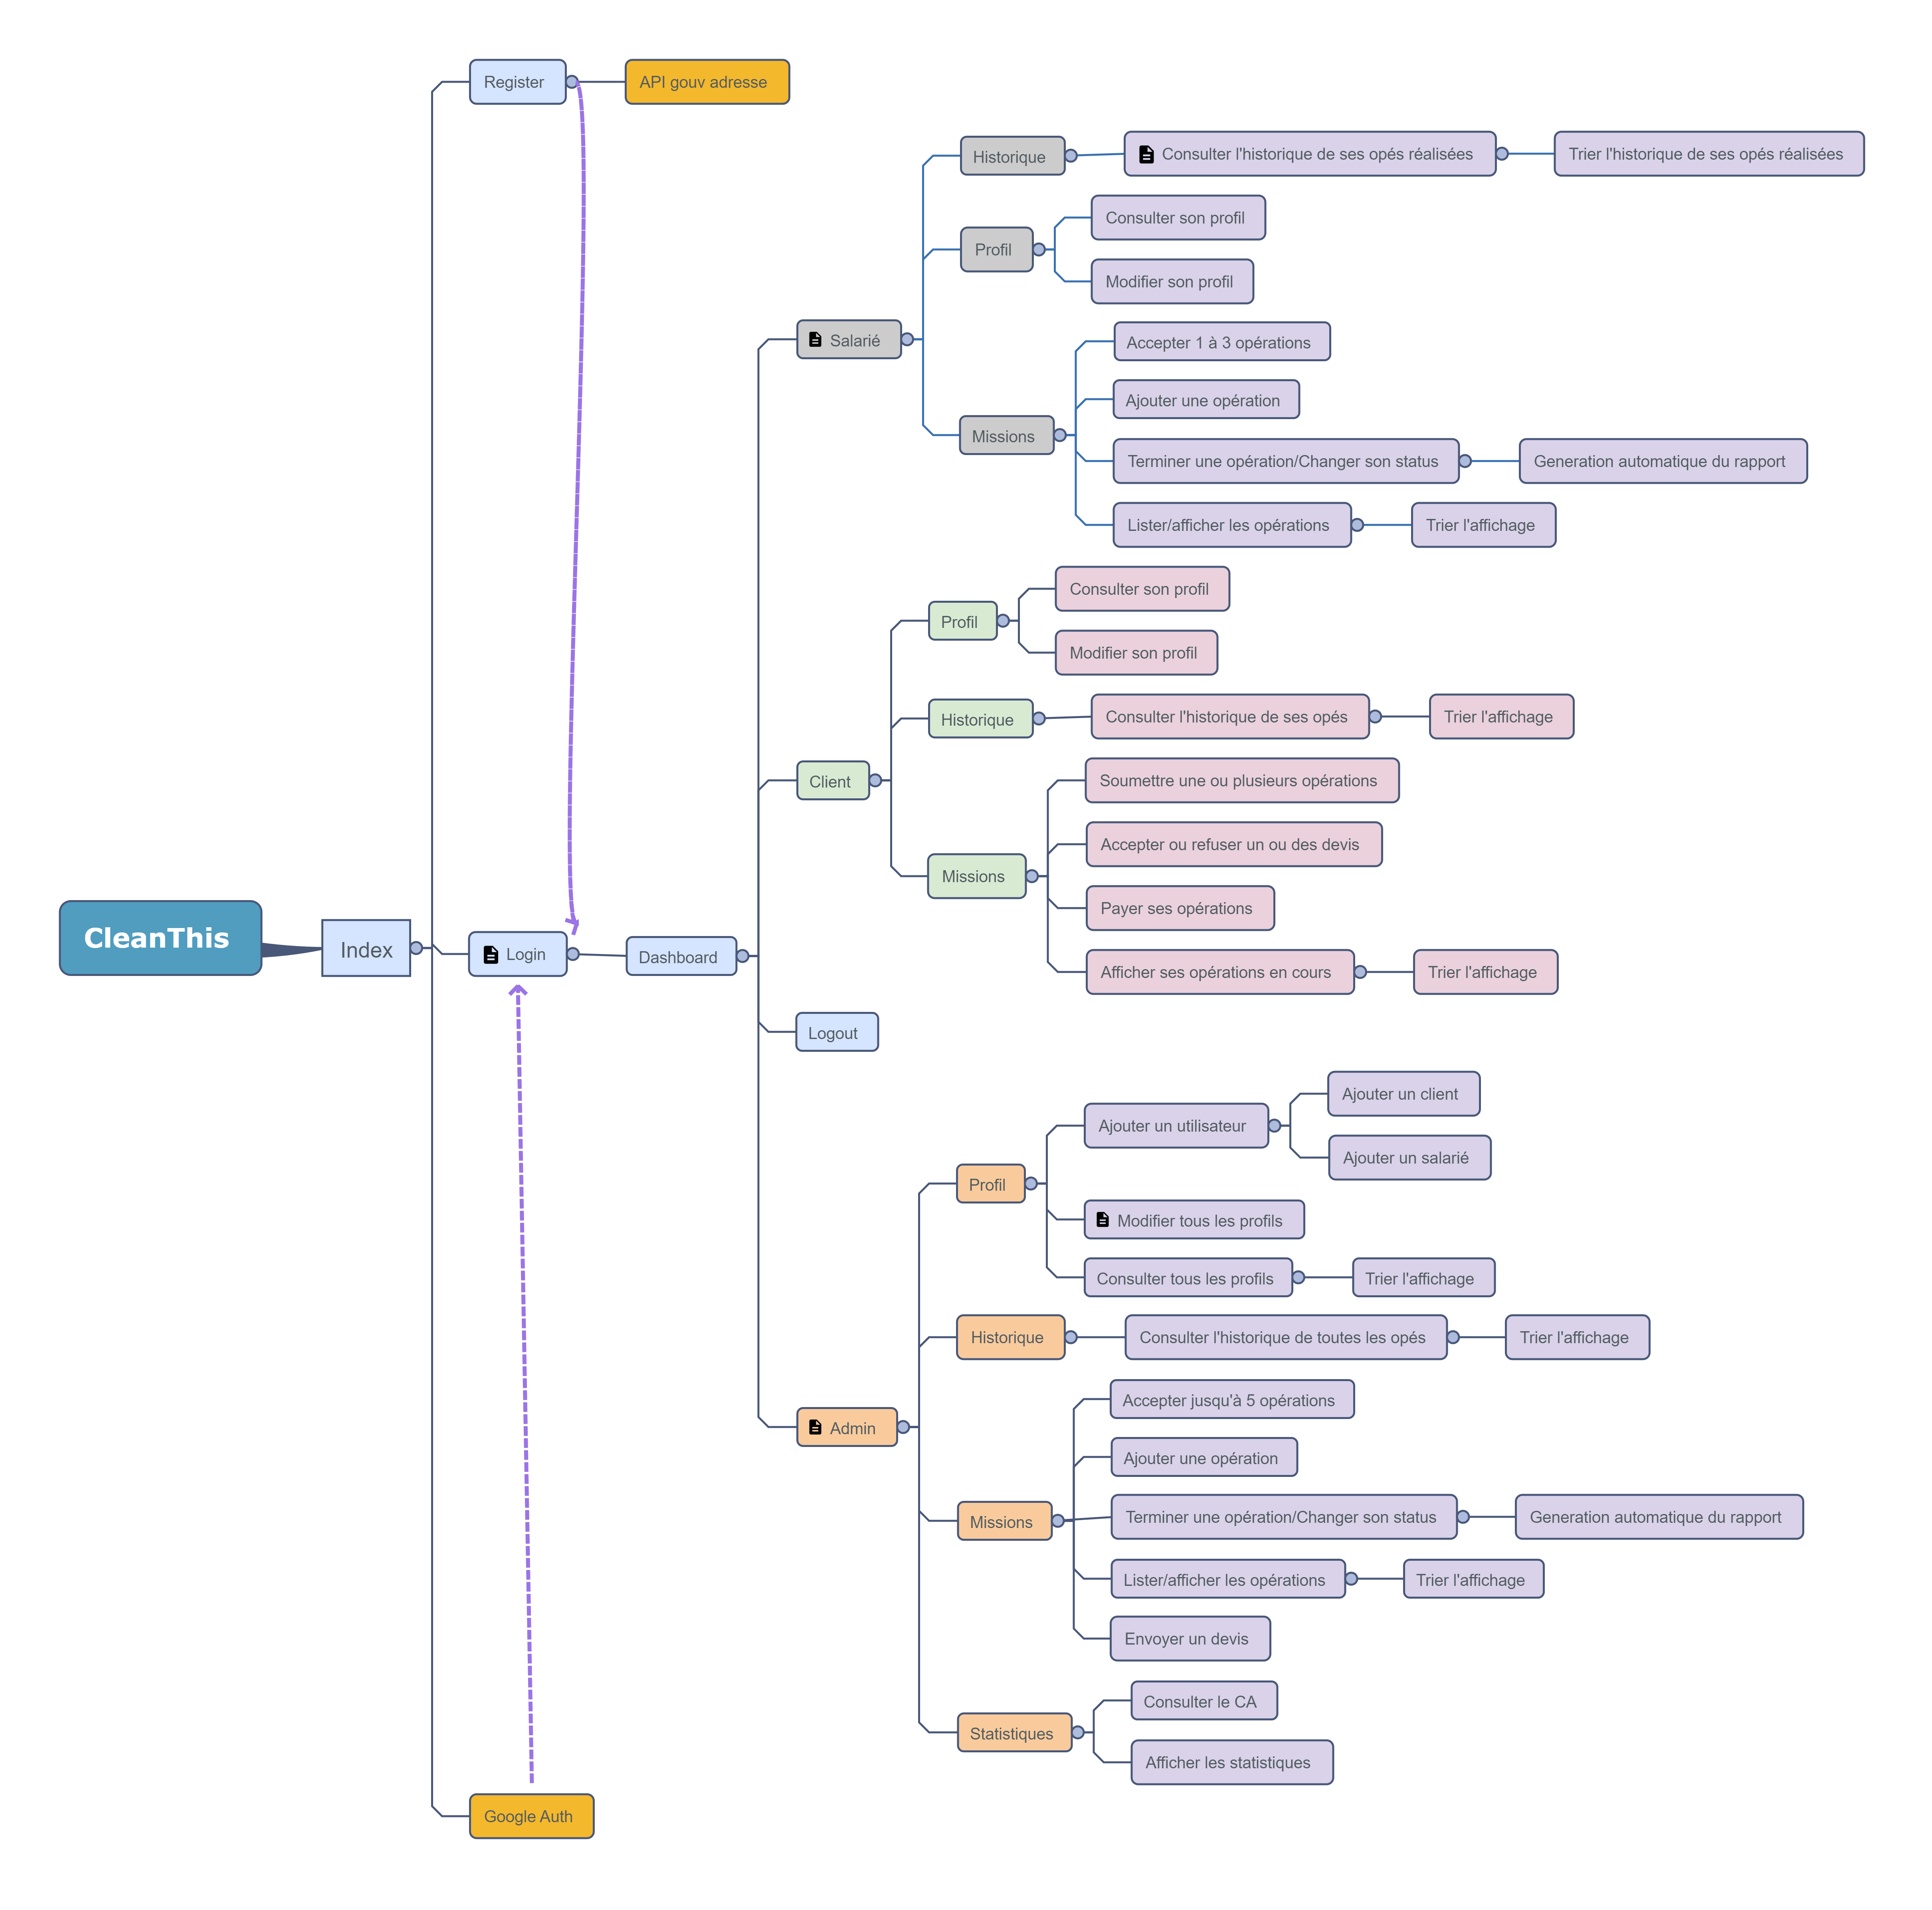 CleanThis
Index
Register
API gouv adresse
Login
Dashboard
Salarié
Historique
Consulter l'historique de ses opés réalisées
Trier l'historique de ses opés réalisées
Profil
Consulter son profil
Modifier son profil
Missions
Accepter 1 à 3 opérations
Ajouter une opération
Terminer une opération/Changer son status
Generation automatique du rapport
Lister/afficher les opérations
Trier l'affichage
Client
Profil
Consulter son profil
Modifier son profil
Historique
Consulter l'historique de ses opés
Trier l'affichage
Missions
Soumettre une ou plusieurs opérations
Accepter ou refuser un ou des devis
Payer ses opérations
Afficher ses opérations en cours
Trier l'affichage
Logout
Admin
Profil
Ajouter un utilisateur
Ajouter un client
Ajouter un salarié
Modifier tous les profils
Consulter tous les profils
Trier l'affichage
Historique
Consulter l'historique de toutes les opés
Trier l'affichage
Missions
Accepter jusqu'à 5 opérations
Ajouter une opération
Terminer une opération/Changer son status
Generation automatique du rapport
Lister/afficher les opérations
Trier l'affichage
Envoyer un devis
Statistiques
Consulter le CA
Afficher les statistiques
Google Auth